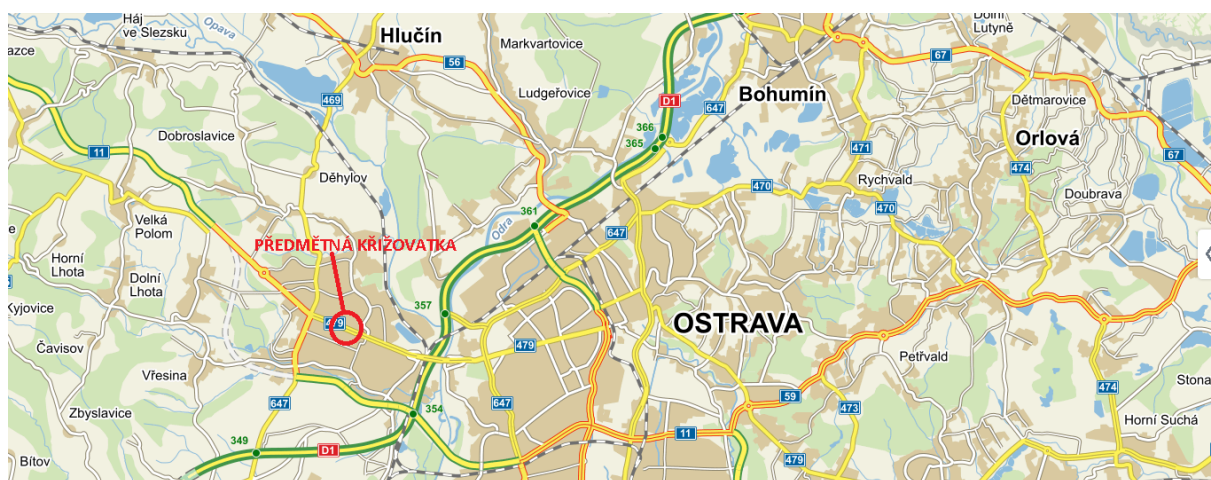 Háj
ve Slezsku
Opava
Hlučín
Markvartovice
56
Ludgeřovice
469
D1
366
365
647
Bohumín
67
Dolní
Lutyně
Dětmarovice
Orlová
67
474
Doubrava
471
Rychvald
470
470
azce
11
Dobroslavice
Děhylov
Velká
Polom
361
Odra
647
PŘEDMĚTNÁ KŘIŽOVATKA
e
Horní
Lhota
Dolní
Lhota
Kyjovice
357
479
OSTRAVA
479
Čavisov
Vřesina
Petřvald
Zbyslavice
647
354
647
59
473
474
Stona
Horní Suchá
349
D1
11
479
Bítov